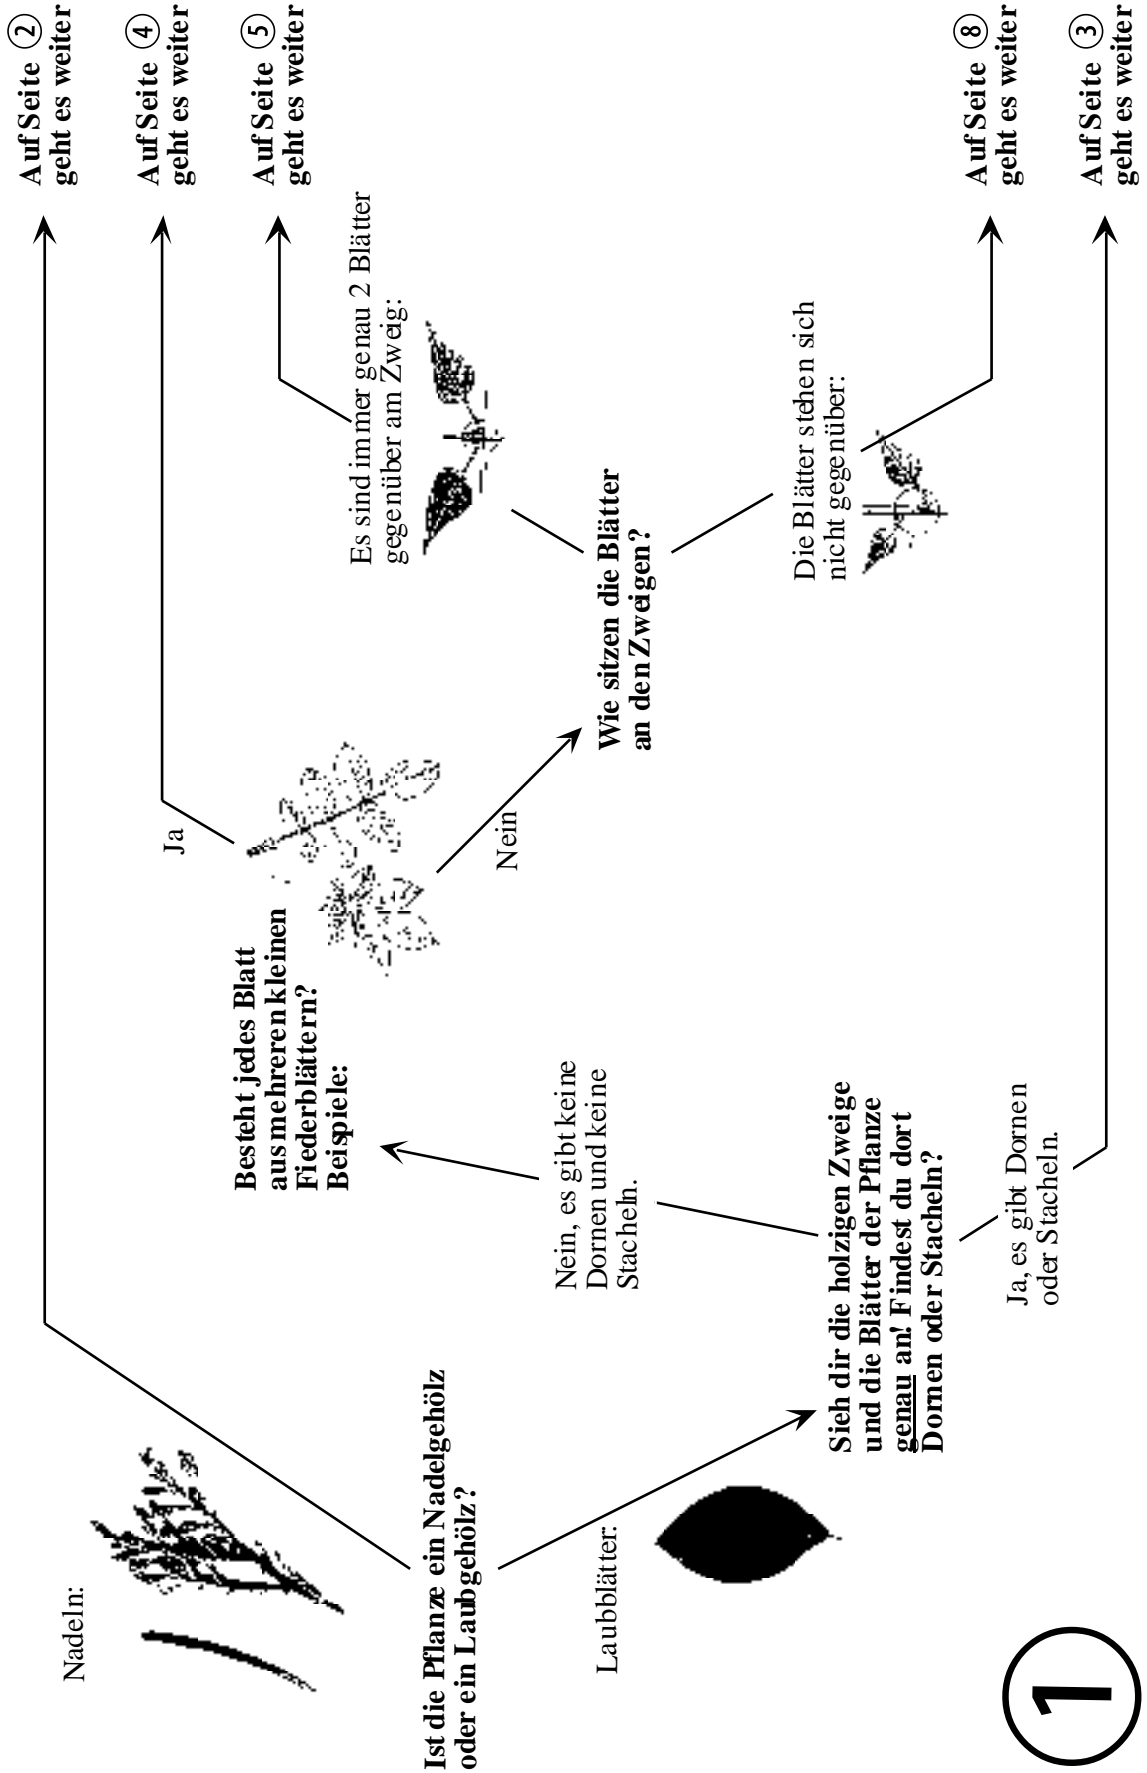 Nadeln:
Auf Seite ②
geht es weiter
Ist die Pflanze ein Nadelgehölz
oder ein Laubgehölz?
Laubblätter:
Sieh dir die holzigen Zweige
und die Blätter der Pflanze
genau an! Findest du dort
Dornen oder Stacheln?
Nein, es gibt keine
Dornen und keine
Stacheln.
Ja, es gibt Dornen
oder Stacheln.
Auf Seite ③
geht es weiter
Besteht jedes Blatt
aus mehreren kleinen
Fiederblättern?
Beispiele:
Ja
Auf Seite ④
geht es weiter
Nein
Wie sitzen die Blätter
an den Zweigen?
Es sind immer genau 2 Blätter
gegenüber am Zweig:
Auf Seite ⑤
geht es weiter
Die Blätter stehen sich
nicht gegenüber:
Auf Seite ⑧
geht es weiter
1